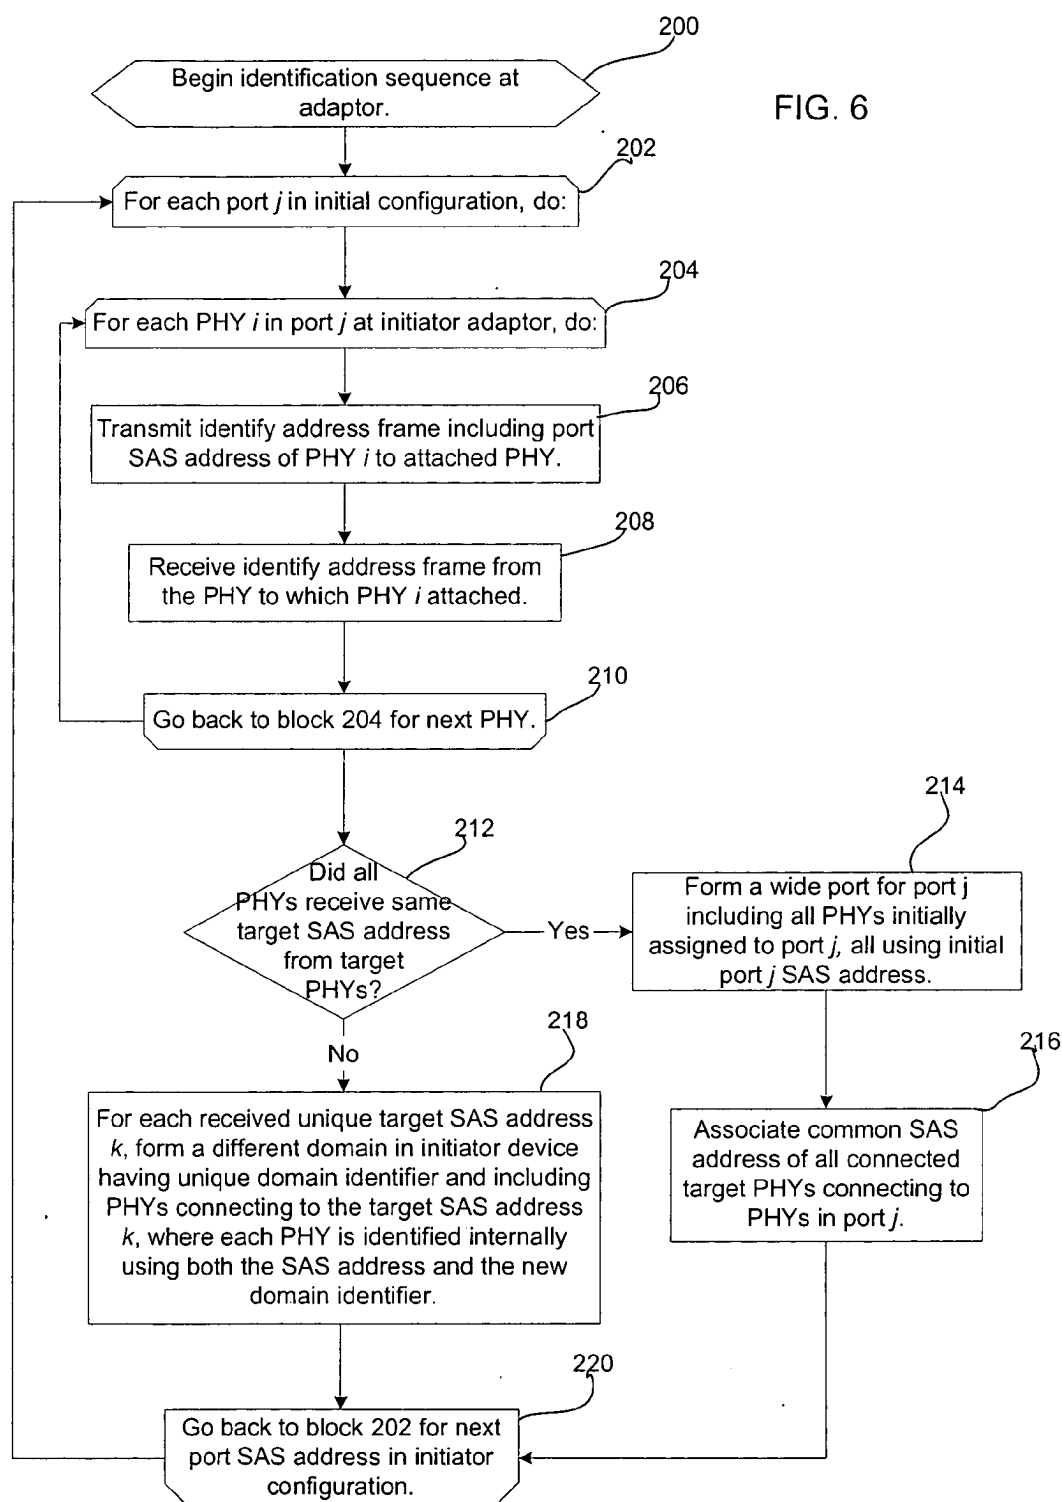 200
Begin identification sequence at
adaptor.
FIG. 6
202
For each port j in initial configuration, do:
204
For each PHY i in port j at initiator adaptor, do:
206
Transmit identify address frame including port
SAS address of PHY i to attached PHY.
208
Receive identify address frame from
the PHY to which PHY i attached.
210
Go back to block 204 for next PHY.
212
Did all
PHYs receive same
target SAS address
from target
PHYs?
Yes
No
214
Form a wide port for port j
including all PHYs initially
assigned to port j, all using initial
port j SAS address.
216
Associate common SAS
address of all connected
target PHYs connecting to
PHYs in port j.
218
For each received unique target SAS address
k, form a different domain in initiator device
having unique domain identifier and including
PHYs connecting to the target SAS address
k, where each PHY is identified internally
using both the SAS address and the new
domain identifier.
220
Go back to block 202 for next
port SAS address in initiator
configuration.